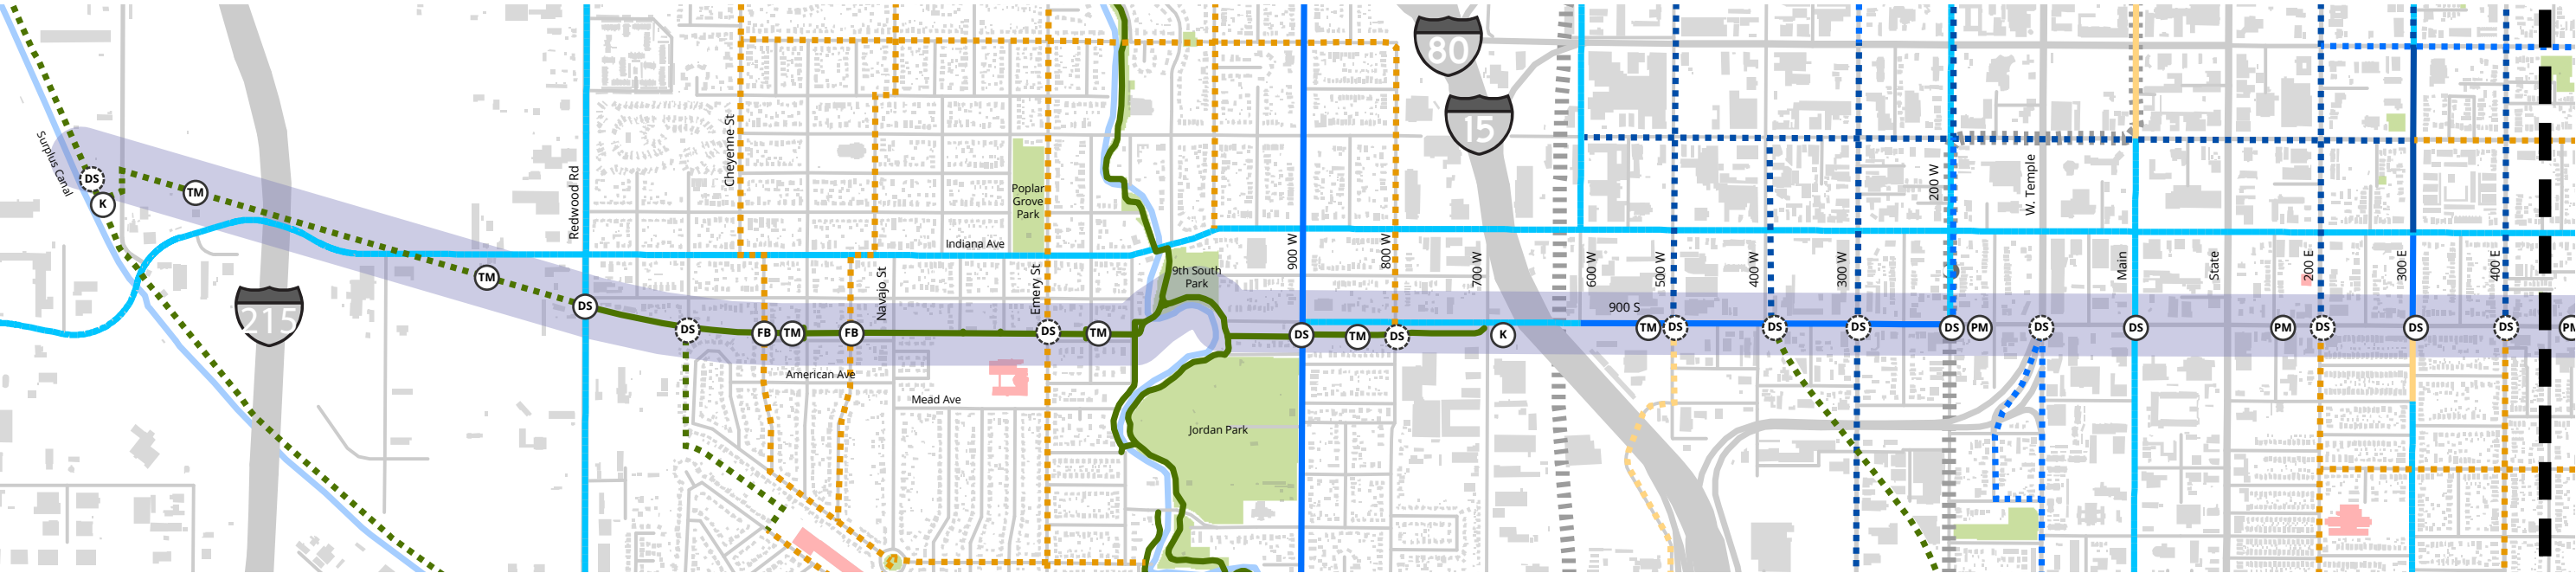 80
15
215
Surplus Canal
DS
K
TM
TM
Redwood Rd
DS
Cheyenne St
DS
FB
TM
FB
Navajo St
American Ave
Mead Ave
Indiana Ave
Poplar
Grove
Park
Emery St
DS
TM
9th South
Park
Jordan Park
900 W
DS
TM
800 W
DS
700 W
K
600 W
900 S
500 W
TM
DS
400 W
DS
300 W
DS
200 W
DS
PM
W. Temple
DS
Main
DS
State
PM
200 E
DS
300 E
DS
400 E
DS
PM